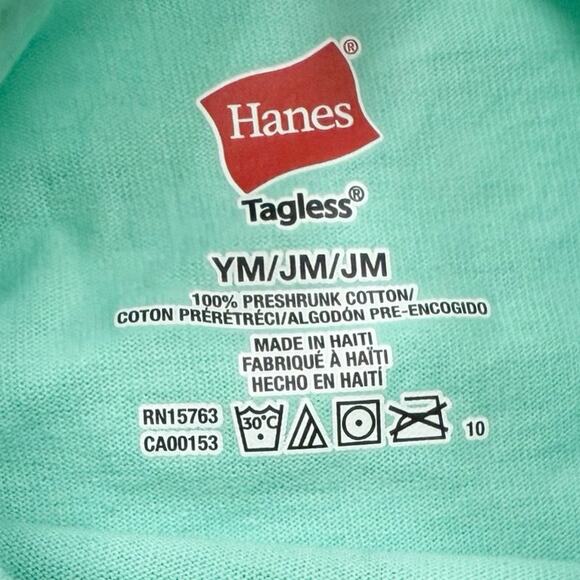 Hanes®
Tagless®
YM/JM/JM
100% PRESHRUNK COTTON/
COTON PRÉRÉTRÉCI/ALGODÓN PRE-ENCOGIDO
MADE IN HAITI
FABRIQUÉ À HAÏTI
HECHO EN HAITÍ
RN15763
CA00153
30°C
10